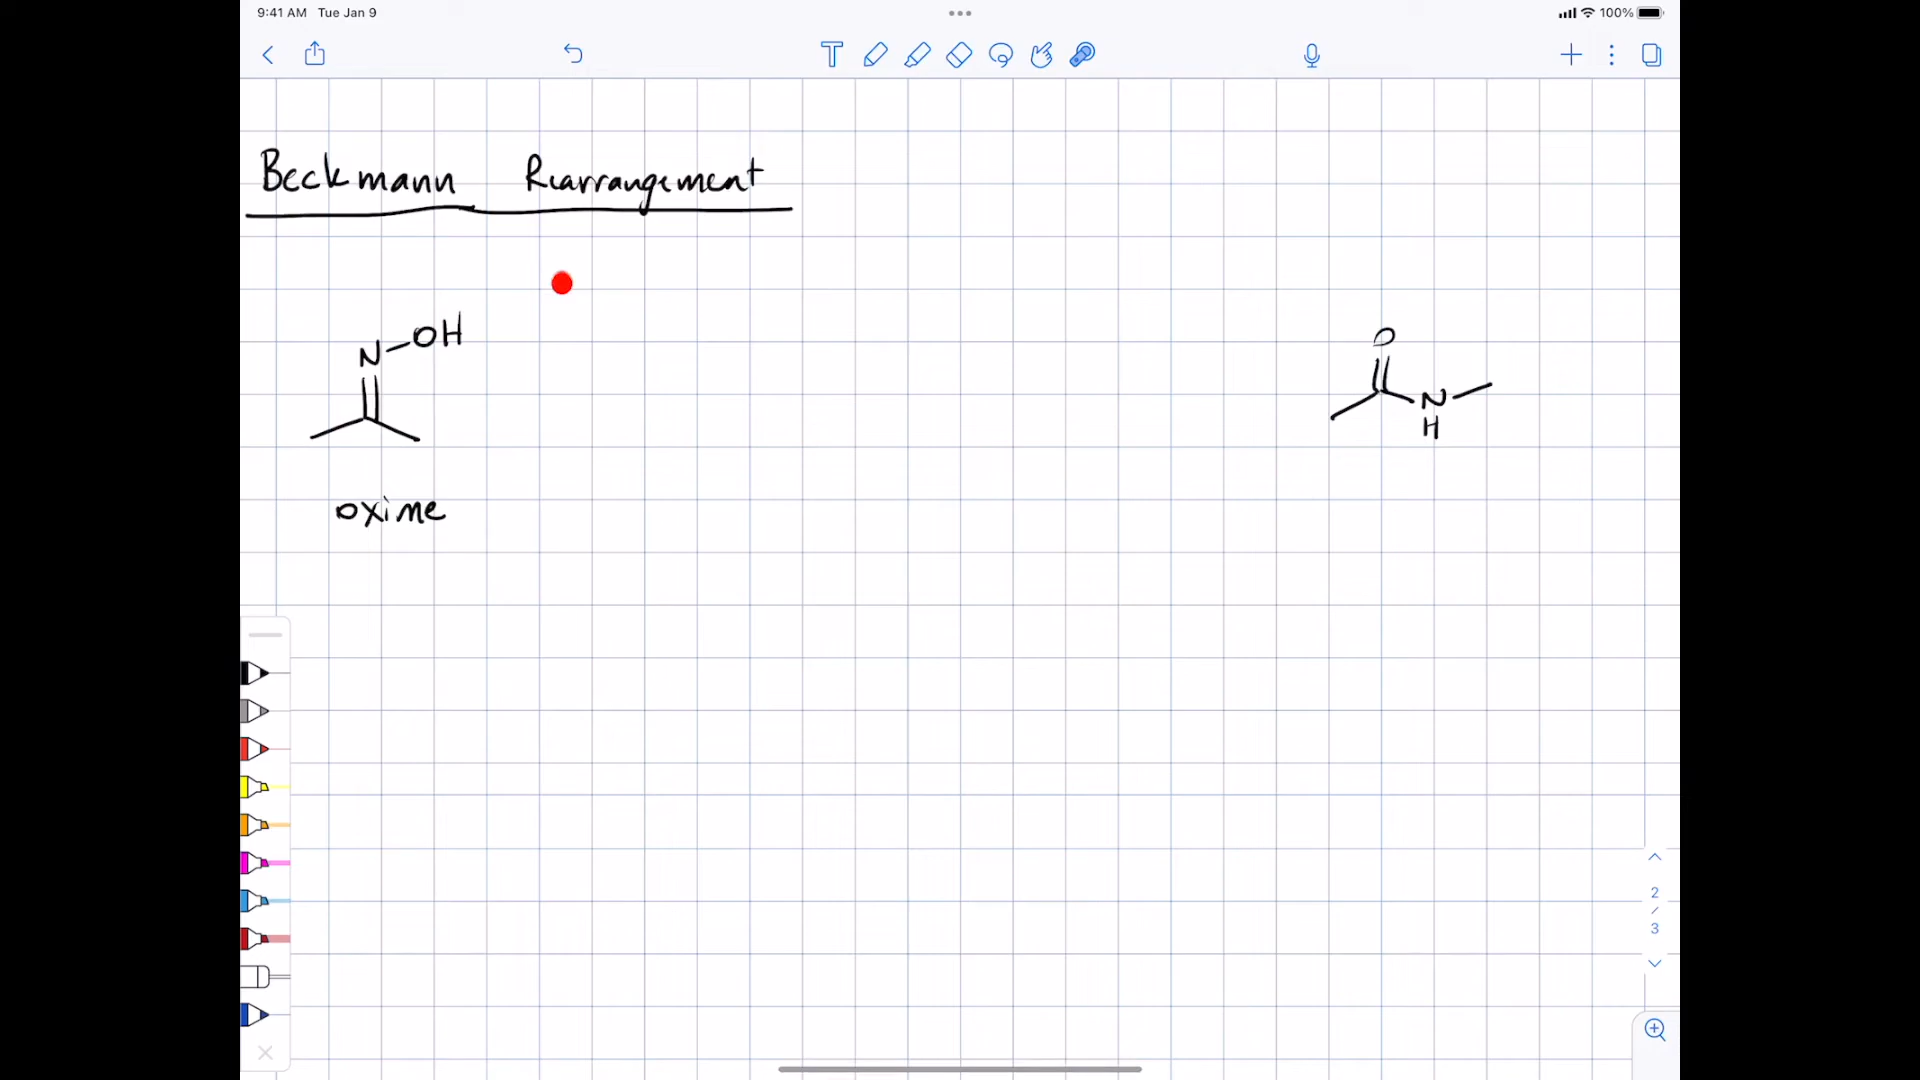 9:41 AM Tue Jan 9
100%
Beckmann Rearrangement
N OH
O
N
H
oxime
2
/
3